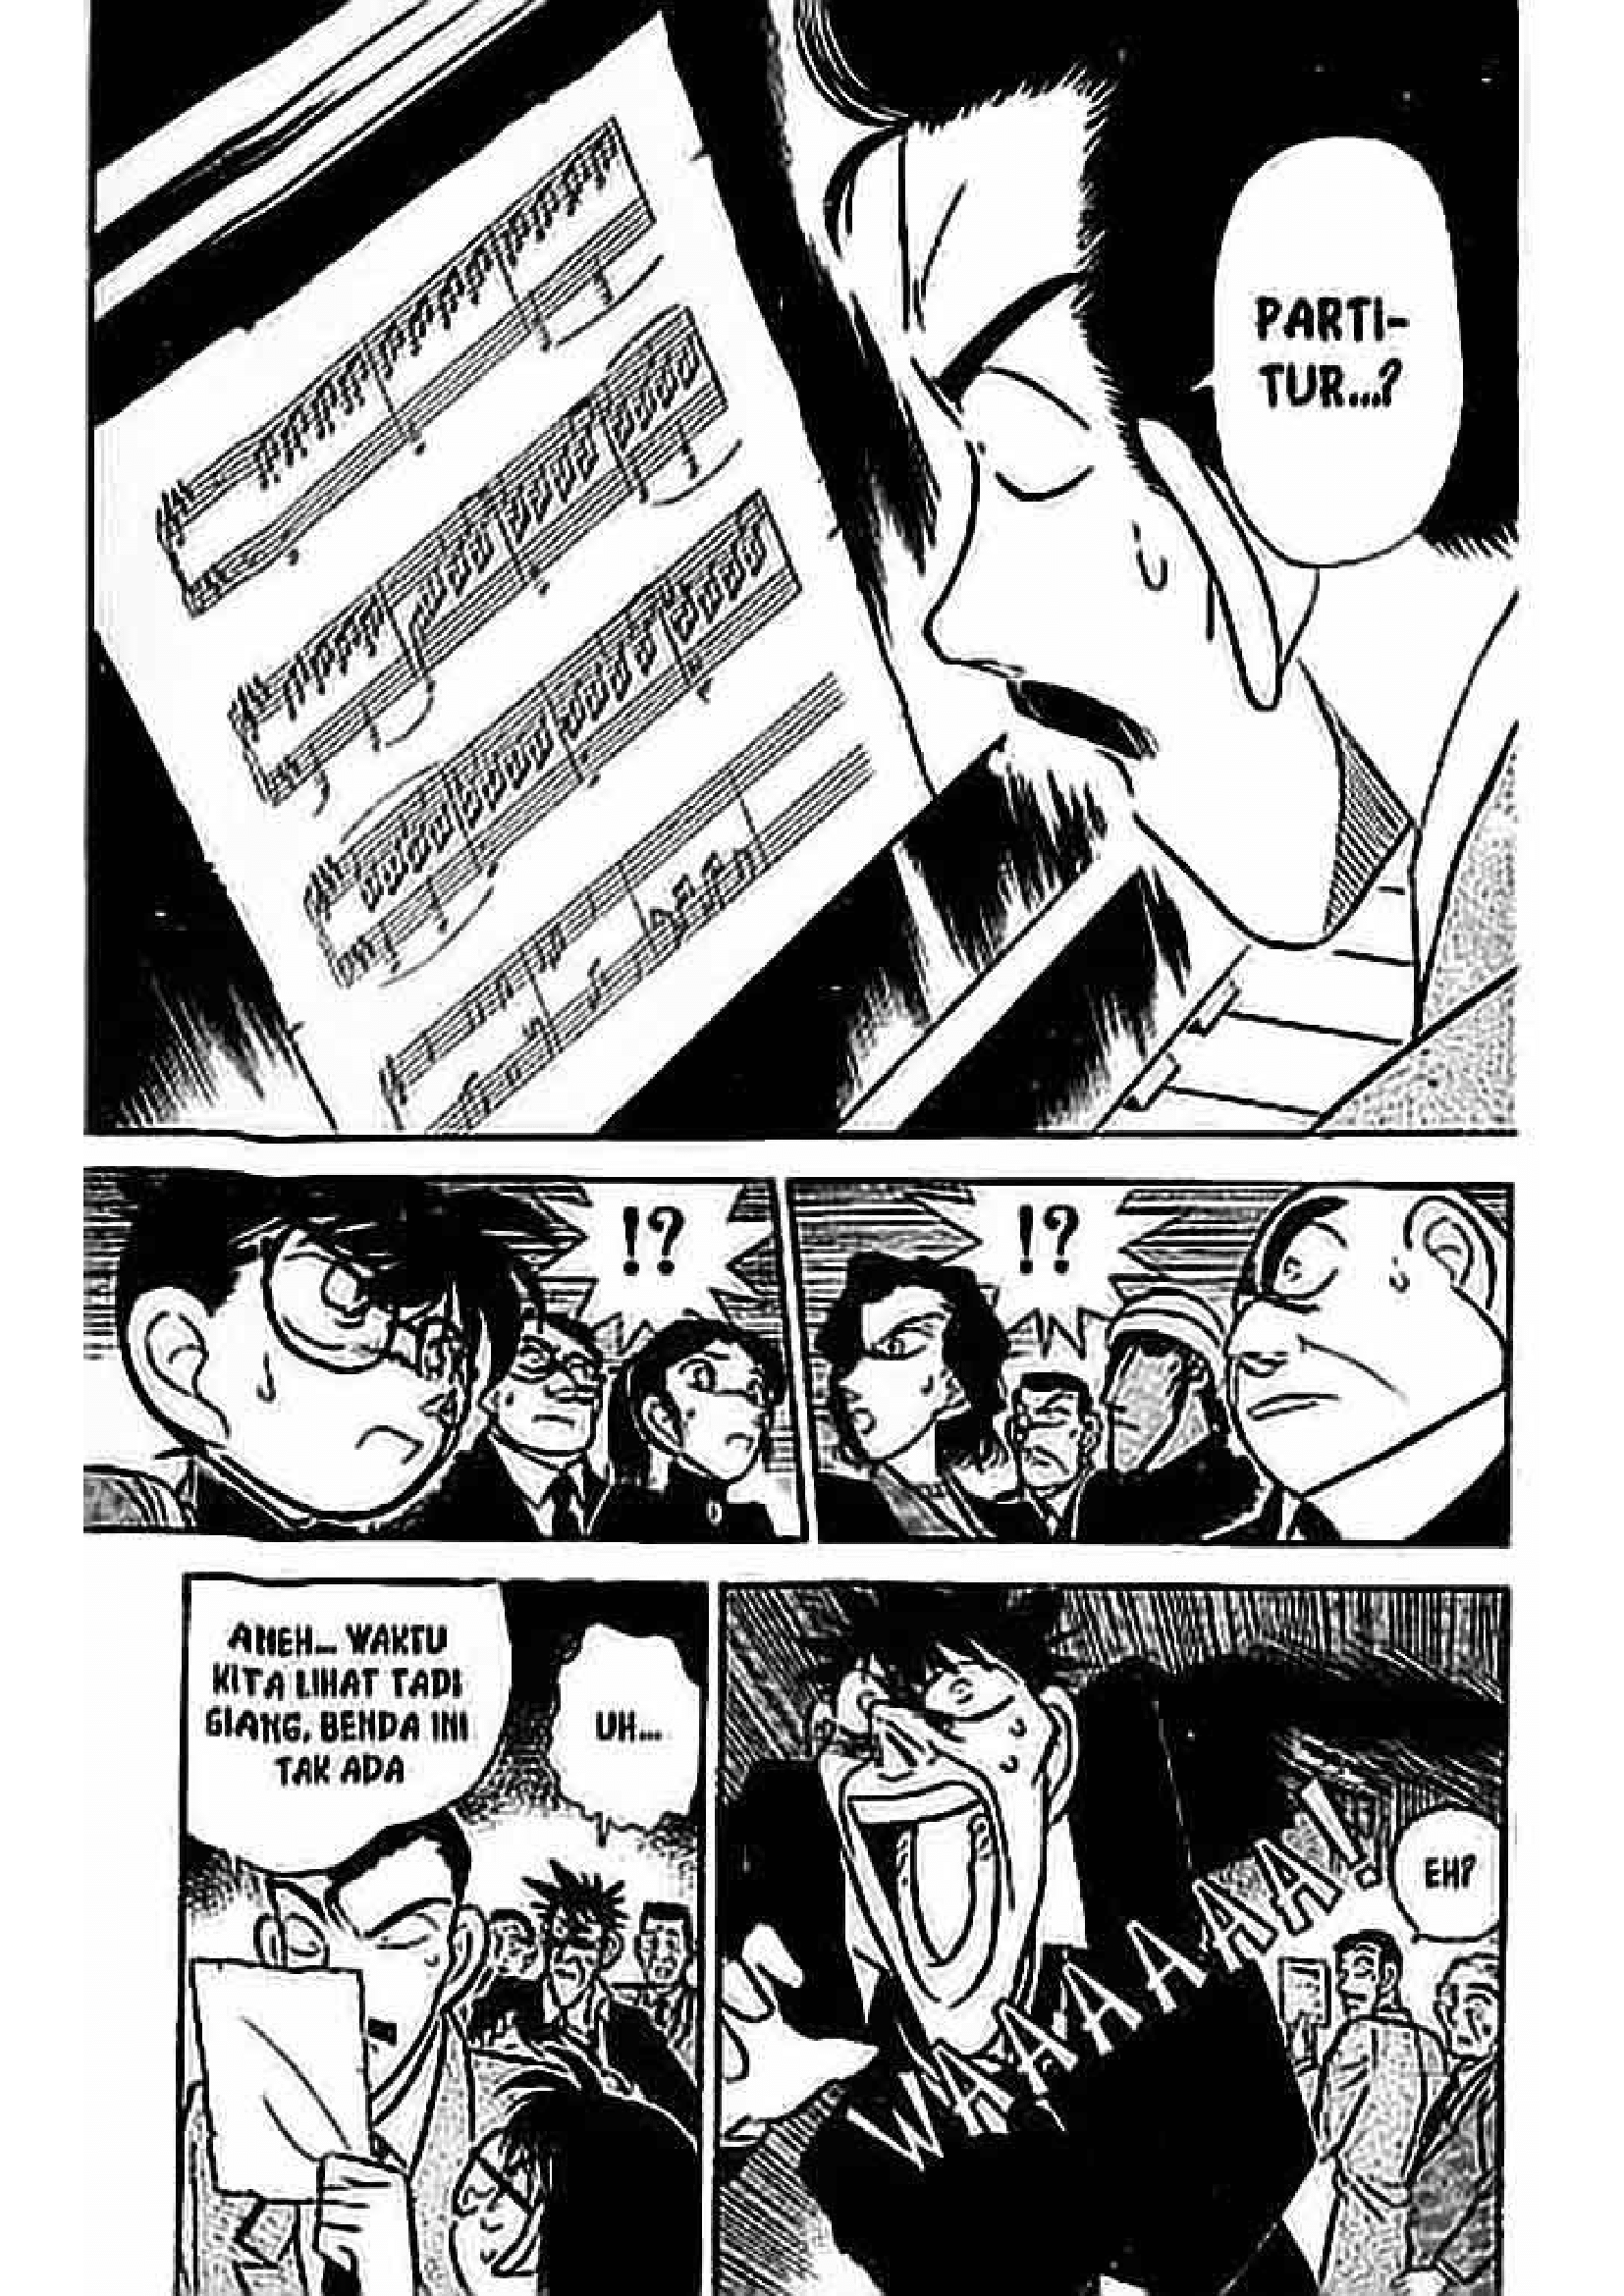 PARTI-
TUR...?
!?
!?
ANEH... WAKTU
KITA LIHAT TADI
SIANG, BENDA INI
TAK ADA
UH...
WAAAAAAA!
EH?